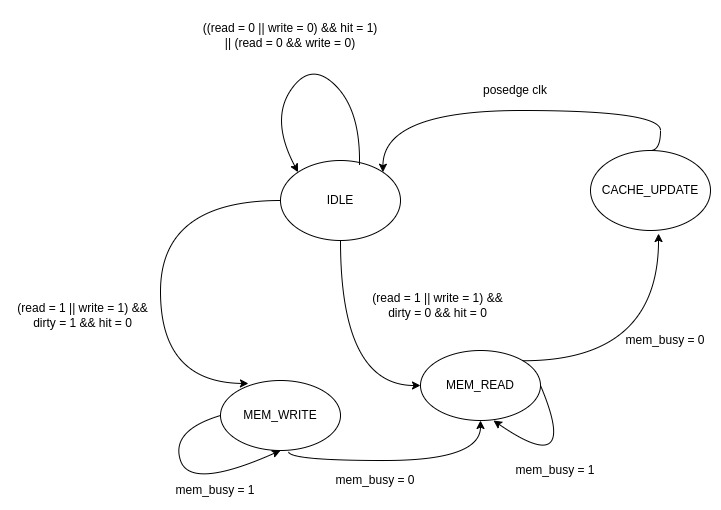 ((read = 0 || write = 0) && hit = 1)
|| (read = 0 && write = 0)
posedge clk
CACHE_UPDATE
IDLE
(read = 1 || write = 1) &&
dirty = 1 && hit = 0
(read = 1 || write = 1) &&
dirty = 0 && hit = 0
mem_busy = 0
MEM_READ
MEM_WRITE
mem_busy = 1
mem_busy = 0
mem_busy = 1